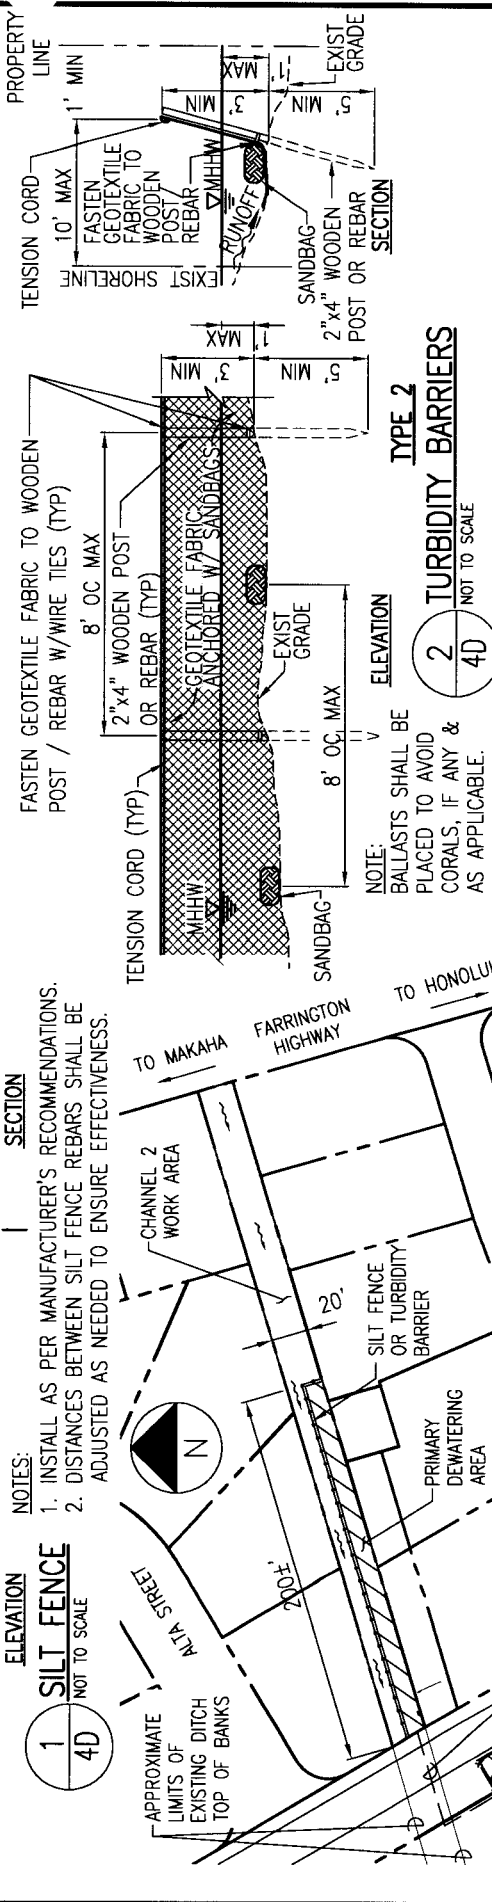 ELEVATION
SECTION
1
4D
SILT FENCE
NOT TO SCALE
NOTES:
1. INSTALL AS PER MANUFACTURER'S RECOMMENDATIONS.
2. DISTANCES BETWEEN SILT FENCE REBARS SHALL BE
ADJUSTED AS NEEDED TO ENSURE EFFECTIVENESS.
APPROXIMATE
LIMITS OF
EXISTING DITCH
TOP OF BANKS
ALTA STREET
N
200±'
20'
CHANNEL 2
WORK AREA
SILT FENCE
OR TURBIDITY
BARRIER
PRIMARY
DEWATERING
AREA
TO MAKAHA
FARRINGTON
HIGHWAY
TO HONOLU
FASTEN GEOTEXTILE FABRIC TO WOODEN
POST / REBAR W/WIRE TIES (TYP)
8' OC MAX
TENSION CORD (TYP)
2"x4" WOODEN POST
OR REBAR (TYP)
GEOTEXTILE FABRIC
ANCHORED W/ SANDBAGS
MHHW
3' MIN
1' MAX
5' MIN
SANDBAG
EXIST
GRADE
8' OC MAX
ELEVATION
NOTE:
BALLASTS SHALL BE
PLACED TO AVOID
CORALS, IF ANY &
AS APPLICABLE.
PROPERTY
LINE
TENSION CORD
1' MIN
10' MAX
FASTEN
GEOTEXTILE
FABRIC TO
WOODEN
POST /
REBAR
MHHW
EXIST SHORELINE
RUNOFF
3' MIN
1' MAX
5' MIN
EXIST
GRADE
SANDBAG
2"x4" WOODEN
POST OR REBAR
SECTION
TYPE 2
2
4D
TURBIDITY BARRIERS
NOT TO SCALE